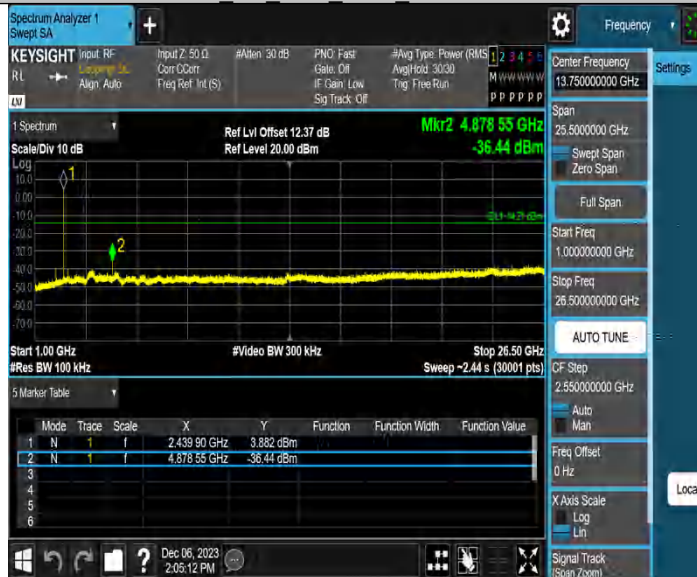 Spectrum Analyzer 1
Swept SA
+
Frequency
KEYSIGHT
RL
LXI
Input: RF
Coupling: DC
Align: Auto
Input Z: 50 Ω
Corr CCorr
Freq Ref: Int (S)
#Atten: 30 dB
PNO: Fast
Gate: Off
IF Gain: Low
Sig Track: Off
#Avg Type: Power (RMS
Avg|Hold: 30/30
Trig: Free Run
1 2 3 4 5 6
M W W W W W
P P P P P P
1 Spectrum
Scale/Div 10 dB
Ref Lvl Offset 12.37 dB
Ref Level 20.00 dBm
Mkr2 4.878 55 GHz
-36.44 dBm
Log
10.0
0.00
-10.0
-20.0
-30.0
-40.0
-50.0
-60.0
-70.0
1
2
Start 1.00 GHz
#Res BW 100 kHz
#Video BW 300 kHz
Stop 26.50 GHz
Sweep ~2.44 s (30001 pts)
5 Marker Table
Mode Trace Scale X Y Function Function Width Function Value
1 N 1 f 2.439 90 GHz 3.882 dBm
2 N 1 f 4.878 55 GHz -36.44 dBm
3
4
5
6
Dec 06, 2023
2:05:12 PM
Center Frequency
13.750000000 GHz
Settings
Span
25.5000000 GHz
Swept Span
Zero Span
Full Span
Start Freq
1.000000000 GHz
Stop Freq
26.500000000 GHz
AUTO TUNE
CF Step
2.550000000 GHz
Auto
Man
Freq Offset
0 Hz
Loca
X Axis Scale
Log
Lin
Signal Track
(Span Zoom)